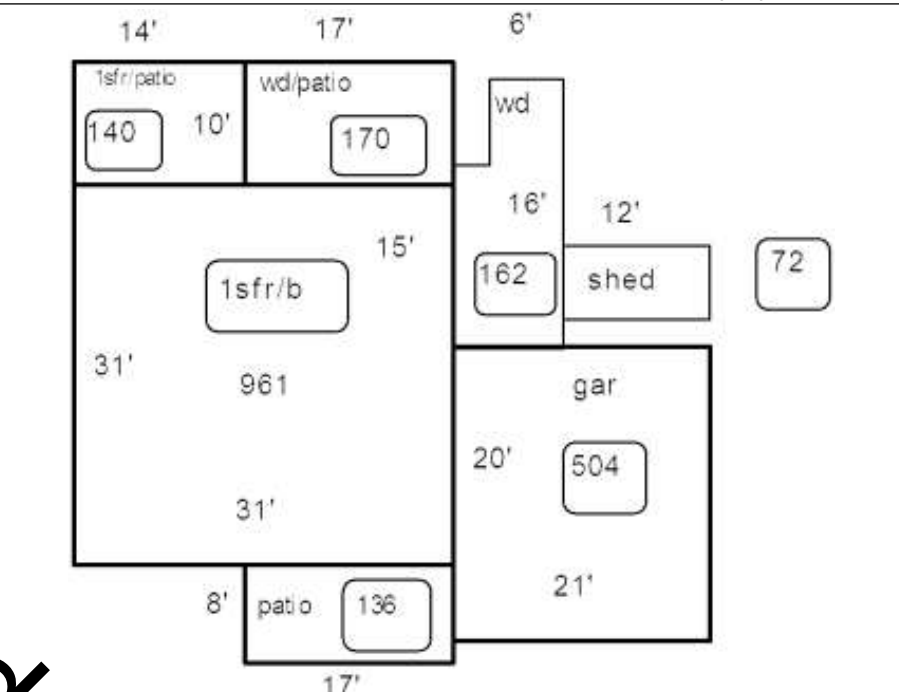 14' 17' 6'
1sfr/patio wd/patio wd
140 10' 170
16' 12'
15'
1sfr/b 162 shed 72
31' 961 gar
20' 504
31'
21'
8' patio 136
17'